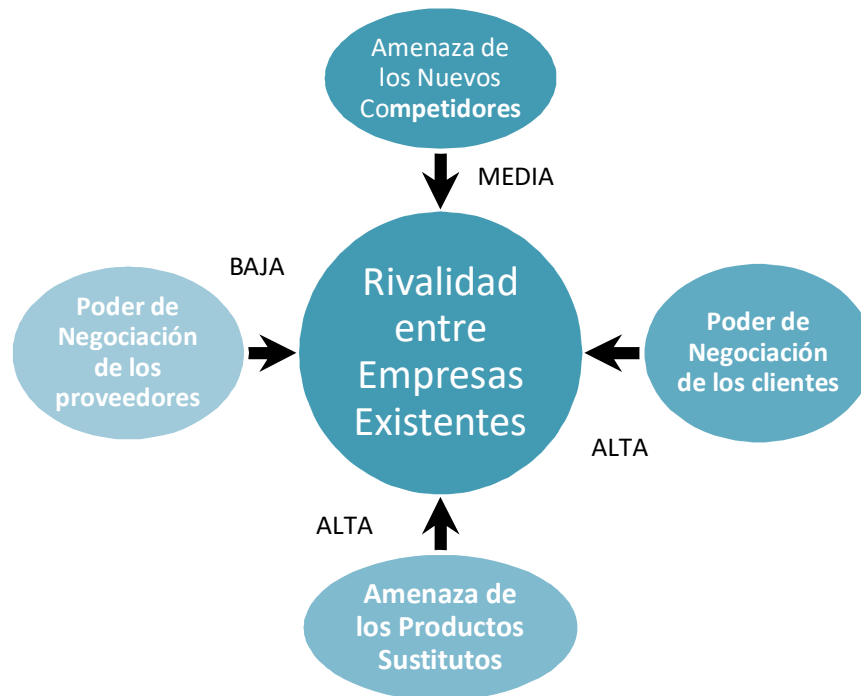 Amenaza de
los Nuevos
Competidores
MEDIA
BAJA
Poder de
Negociación
de los
proveedores
Rivalidad
entre
Empresas
Existentes
Poder de
Negociación
de los clientes
ALTA
ALTA
Amenaza de
los Productos
Sustitutos